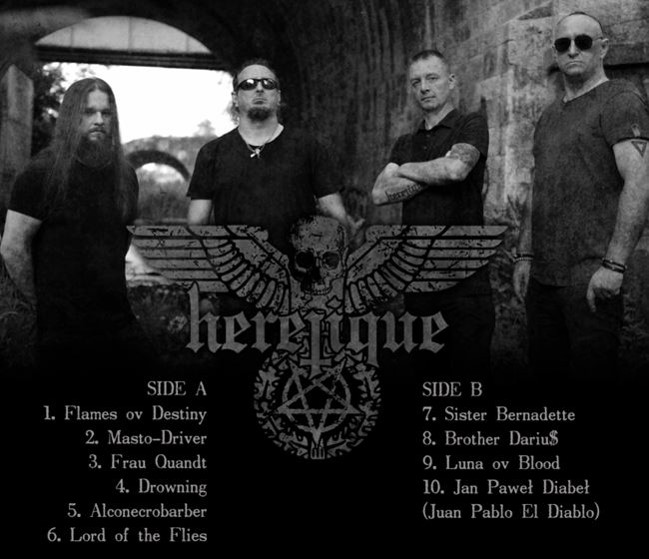 heretique
SIDE A
1. Flames ov Destiny
2. Masto-Driver
3. Frau Quandt
4. Drowning
5. Alconecrobarber
6. Lord of the Flies
SIDE B
7. Sister Bernadette
8. Brother Dariu$
9. Luna ov Blood
10. Jan Paweł Diabeł
(Juan Pablo El Diablo)